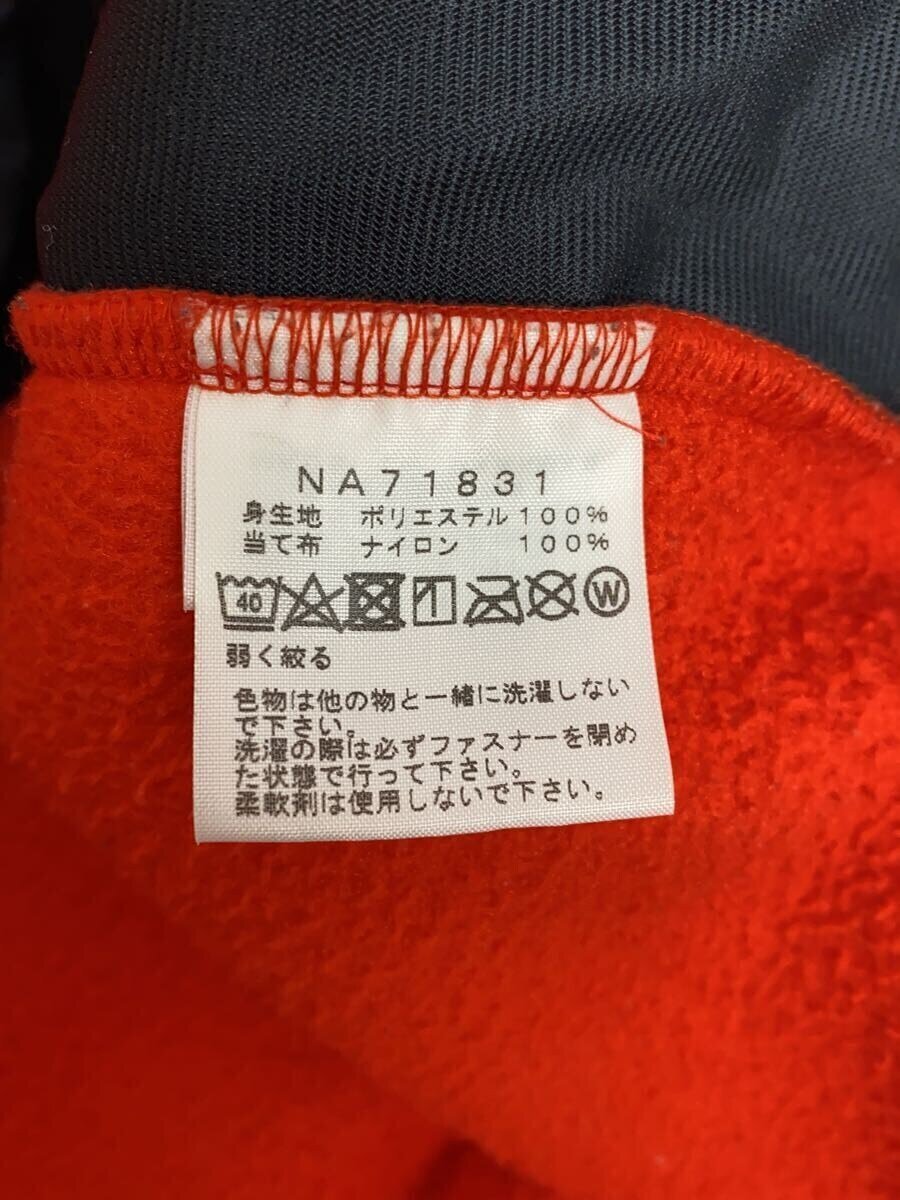 NA71831
身生地 ポリエステル100%
当て布 ナイロン 100%
40 W
弱く絞る
色物は他の物と一緒に洗濯しない
で下さい。
洗濯の際は必ずファスナーを閉め
た状態で行って下さい。
柔軟剤は使用しないで下さい。